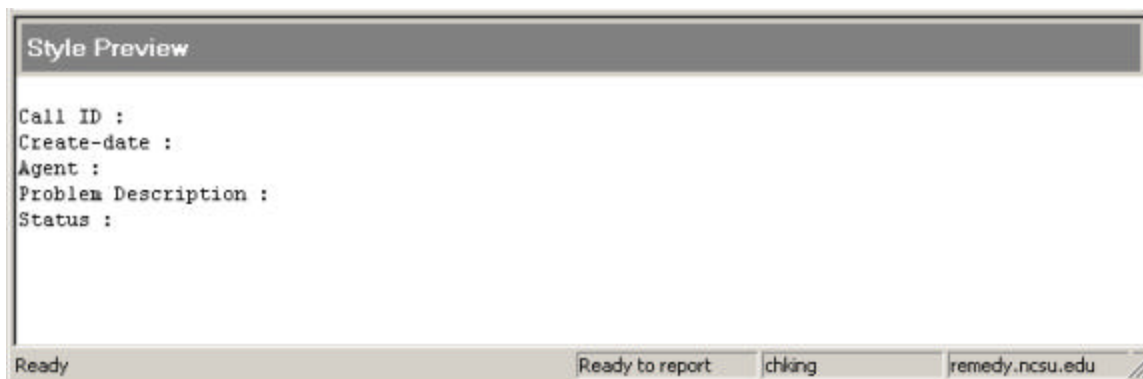 Style Preview
Call ID :
Create-date :
Agent :
Problem Description :
Status :
Ready Ready to report chking remedy.ncsu.edu